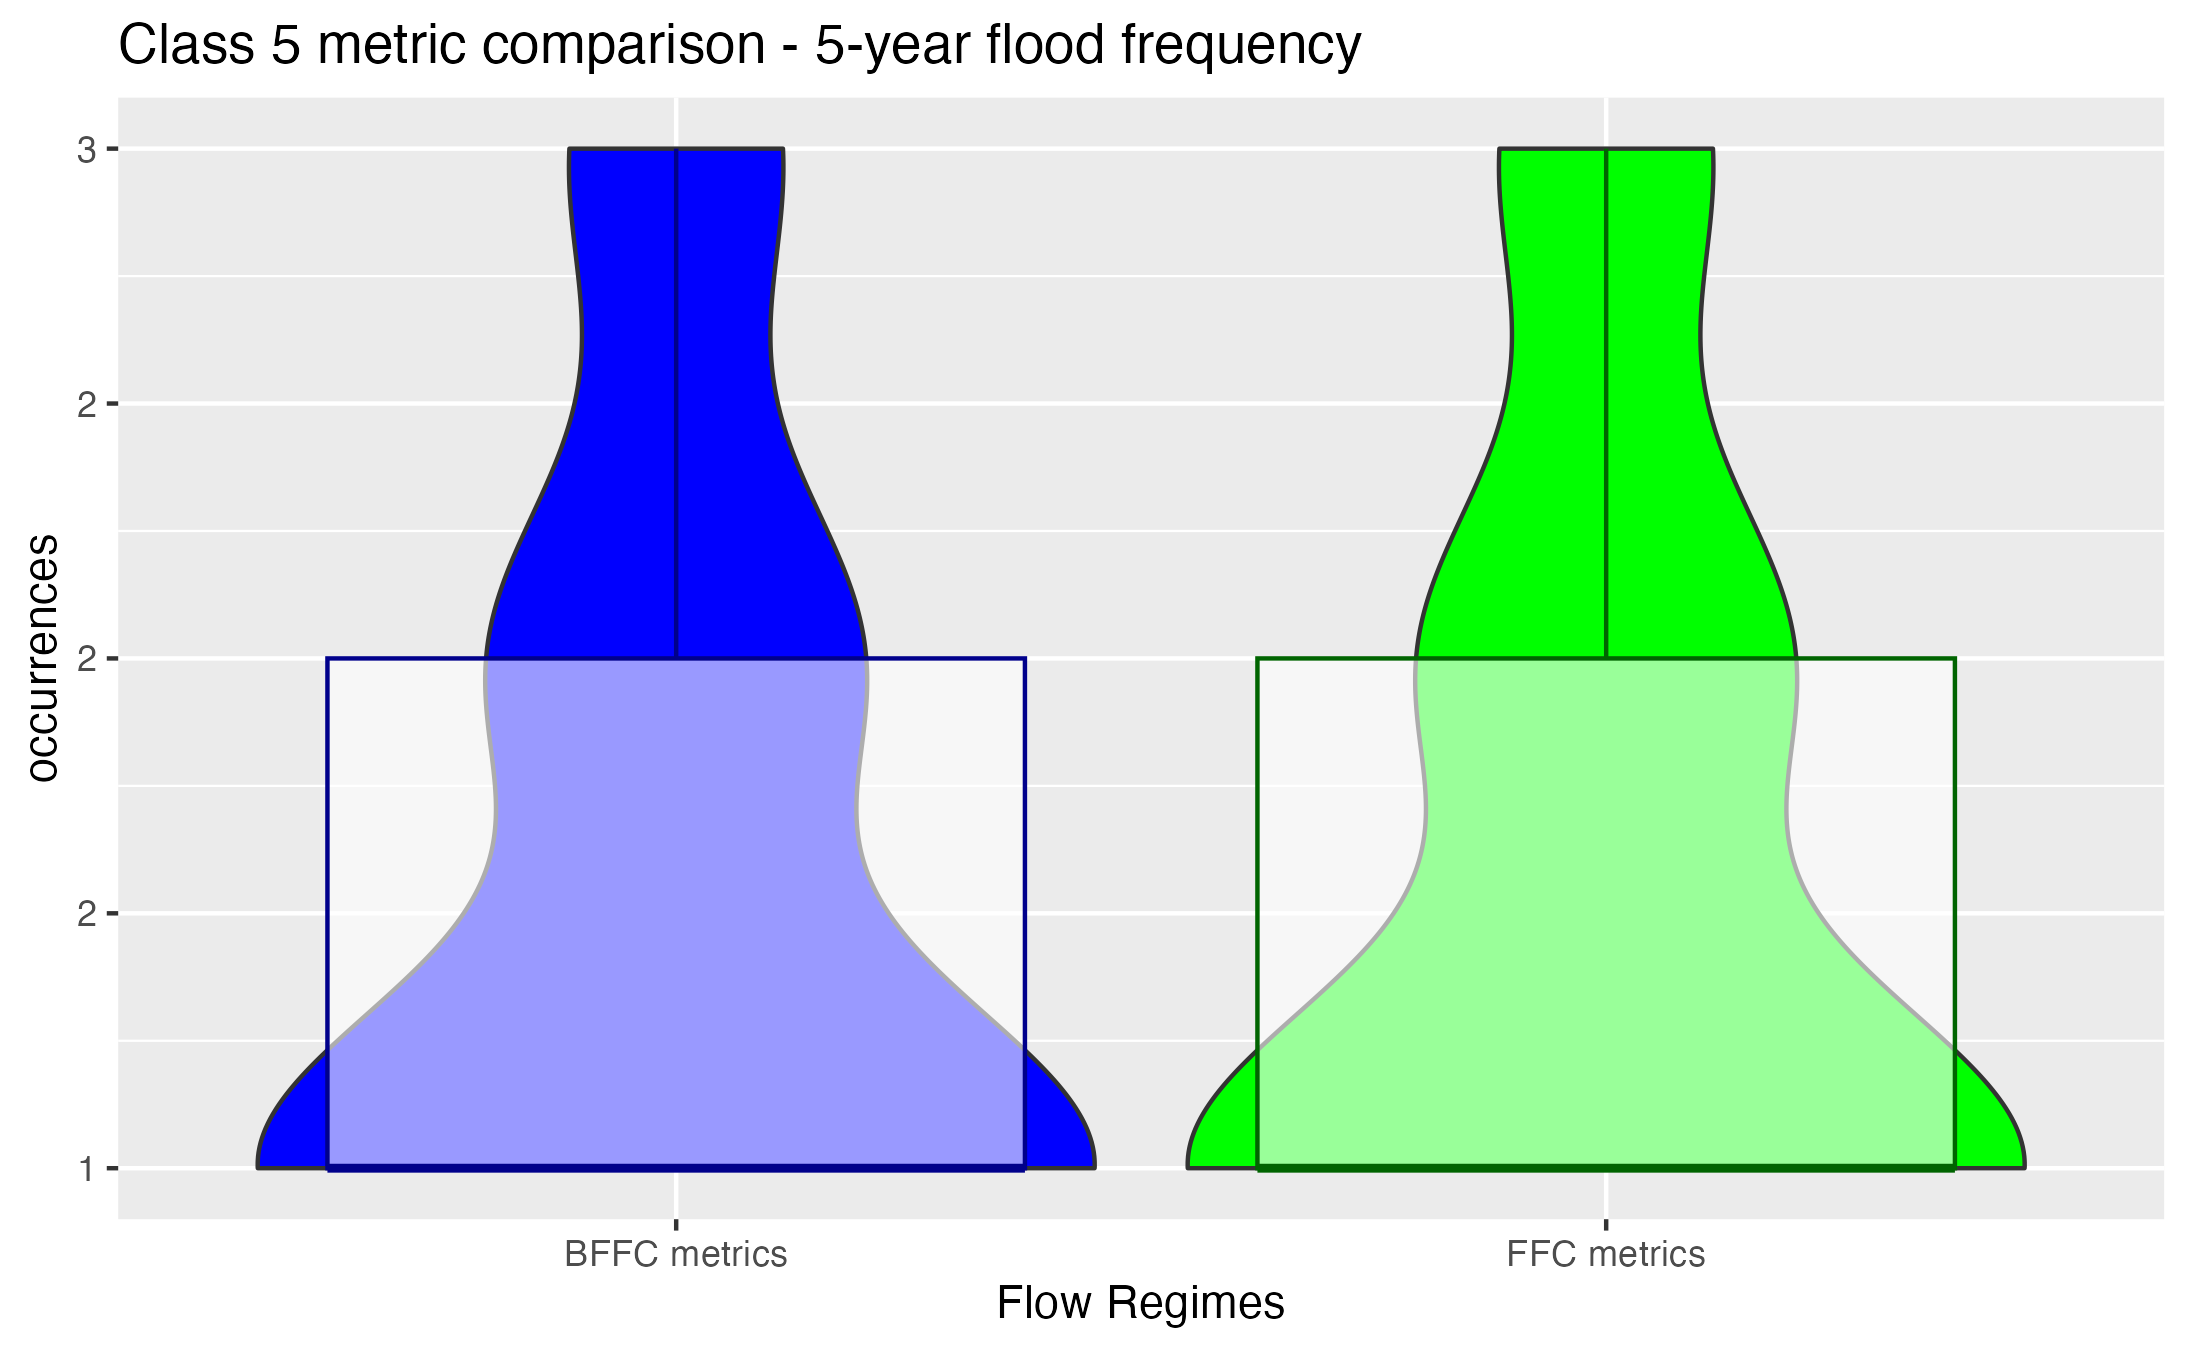 Class 5 metric comparison - 5-year flood frequency
occurrences
3
2
2
2
1
BFFC metrics
FFC metrics
Flow Regimes